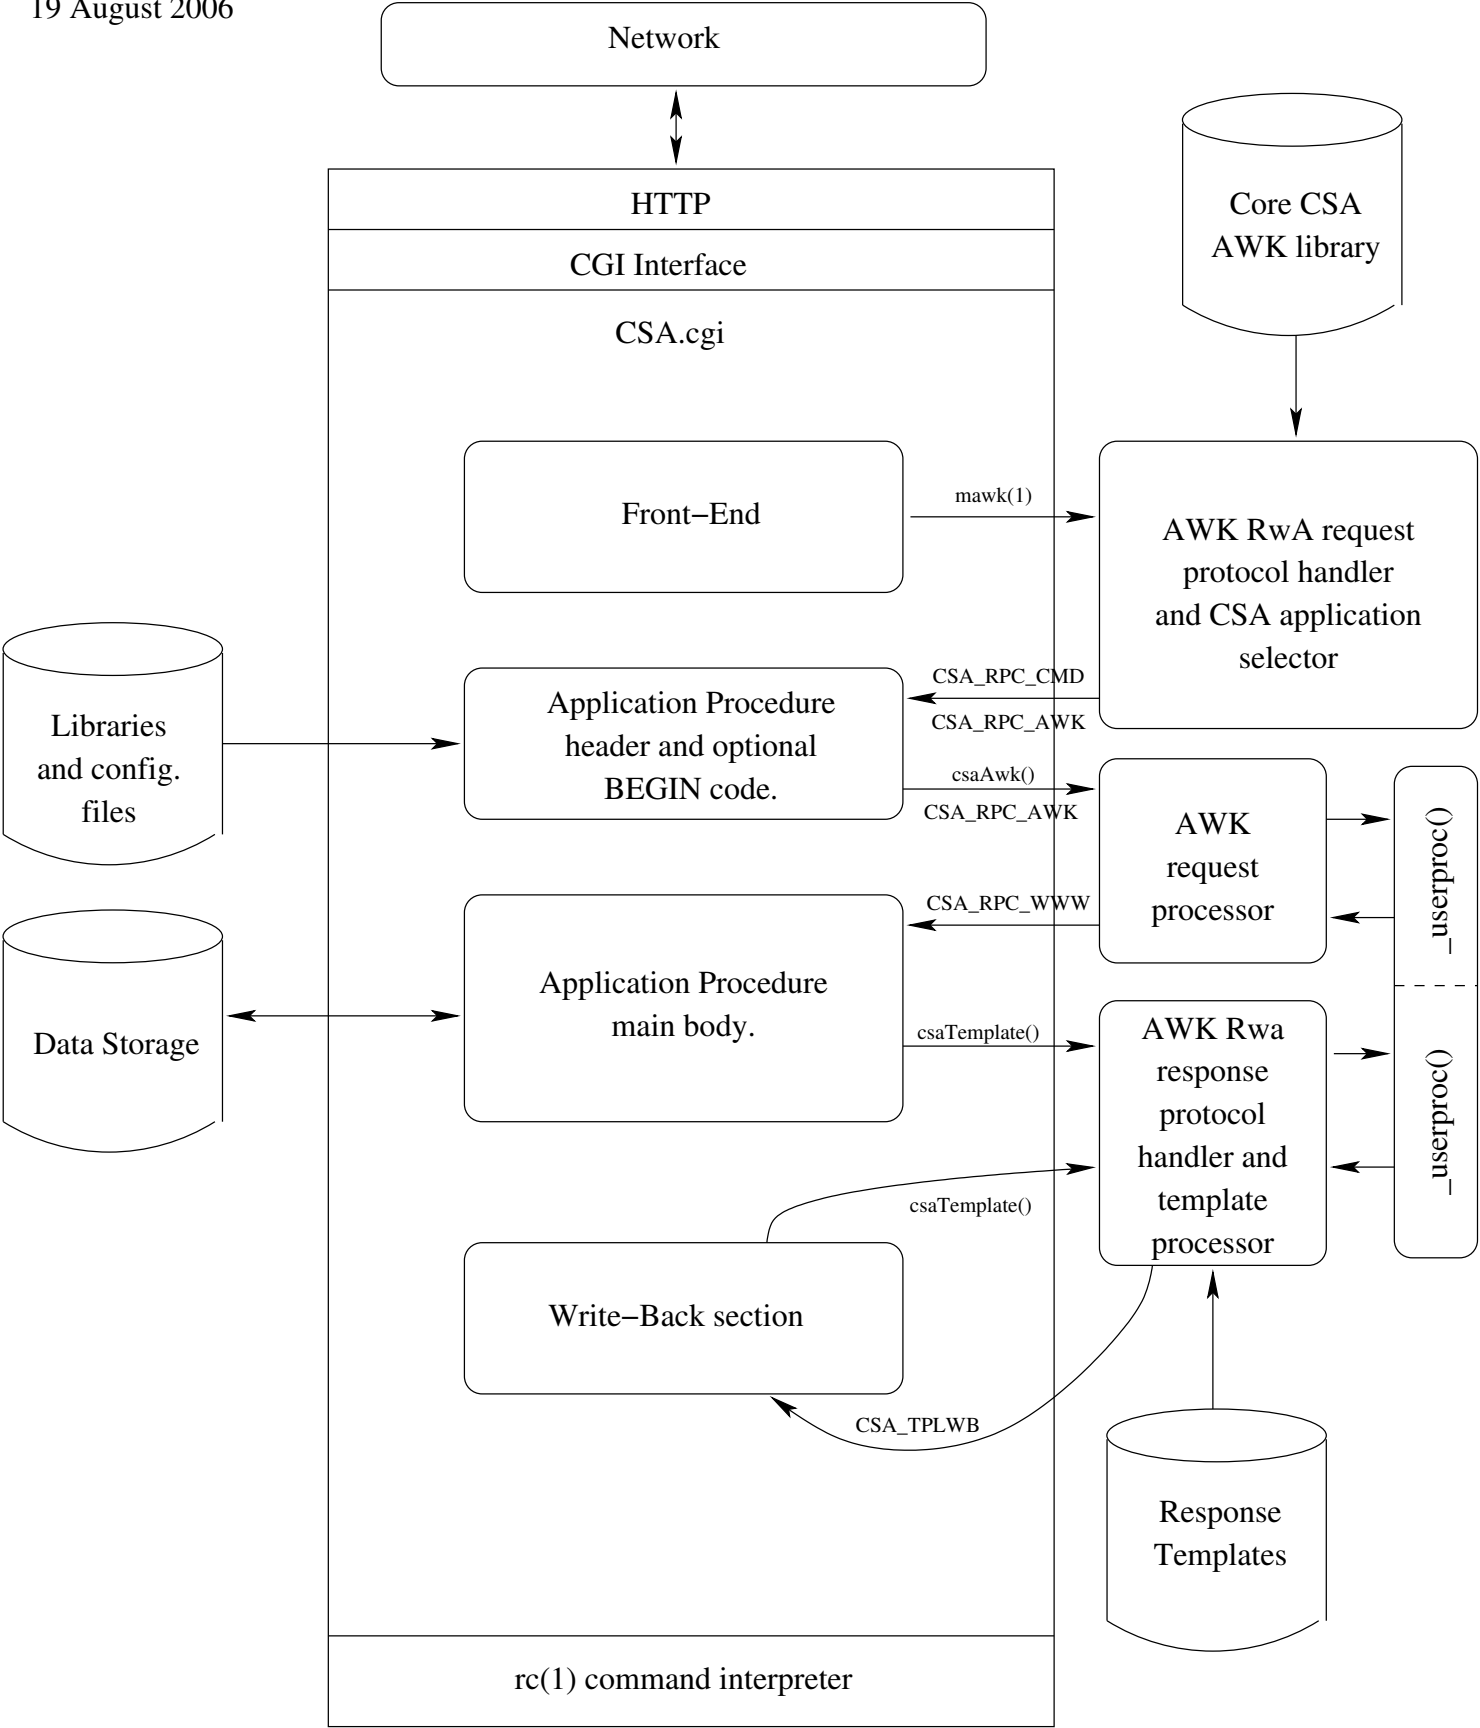 19 August 2006
Network
HTTP
CGI Interface
CSA.cgi
Core CSA
AWK library
Front−End
mawk(1)
AWK RwA request
protocol handler
and CSA application
selector
Libraries
and config.
files
Application Procedure
header and optional
BEGIN code.
CSA_RPC_CMD
CSA_RPC_AWK
csaAwk()
CSA_RPC_AWK
AWK
request
processor
_userproc()
Data Storage
Application Procedure
main body.
CSA_RPC_WWW
csaTemplate()
AWK Rwa
response
protocol
handler and
template
processor
_userproc()
csaTemplate()
Write−Back section
CSA_TPLWB
Response
Templates
rc(1) command interpreter